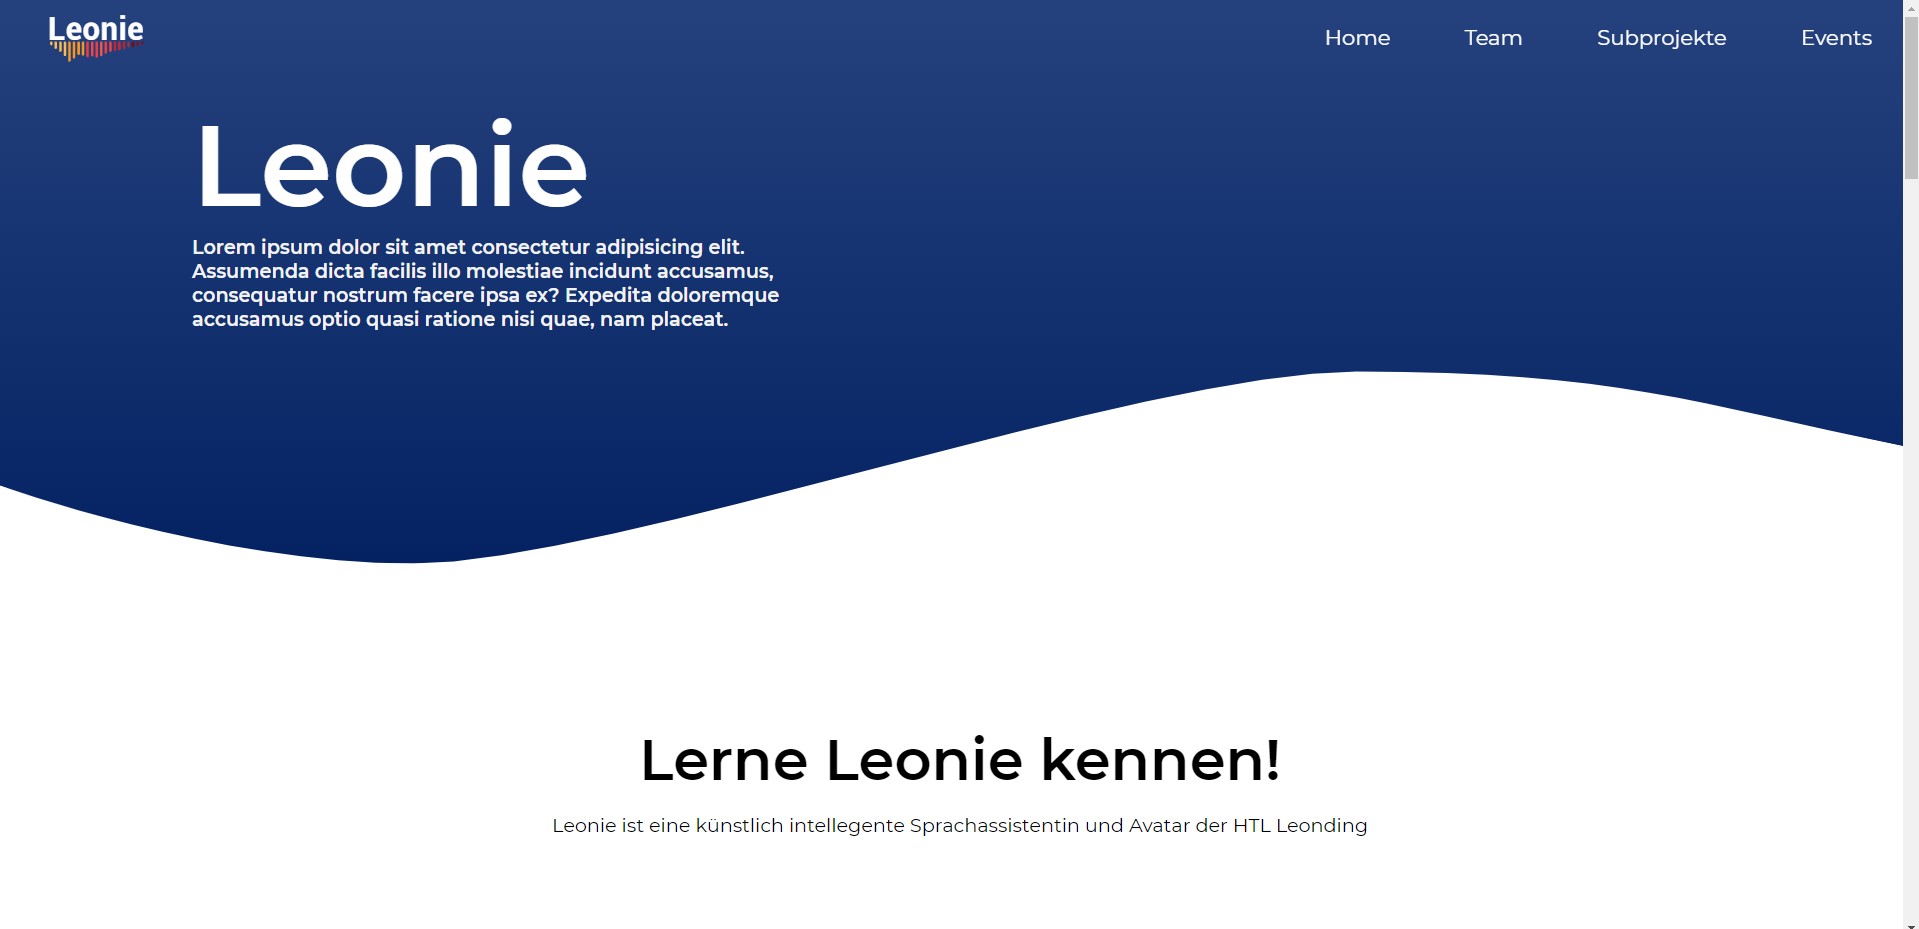 Leonie
Home Team Subprojekte Events
Leonie
Lorem ipsum dolor sit amet consectetur adipisicing elit.
Assumenda dicta facilis illo molestiae incidunt accusamus,
consequatur nostrum facere ipsa ex? Expedita doloremque
accusamus optio quasi ratione nisi quae, nam placeat.
Lerne Leonie kennen!
Leonie ist eine künstlich intellegente Sprachassistentin und Avatar der HTL Leonding